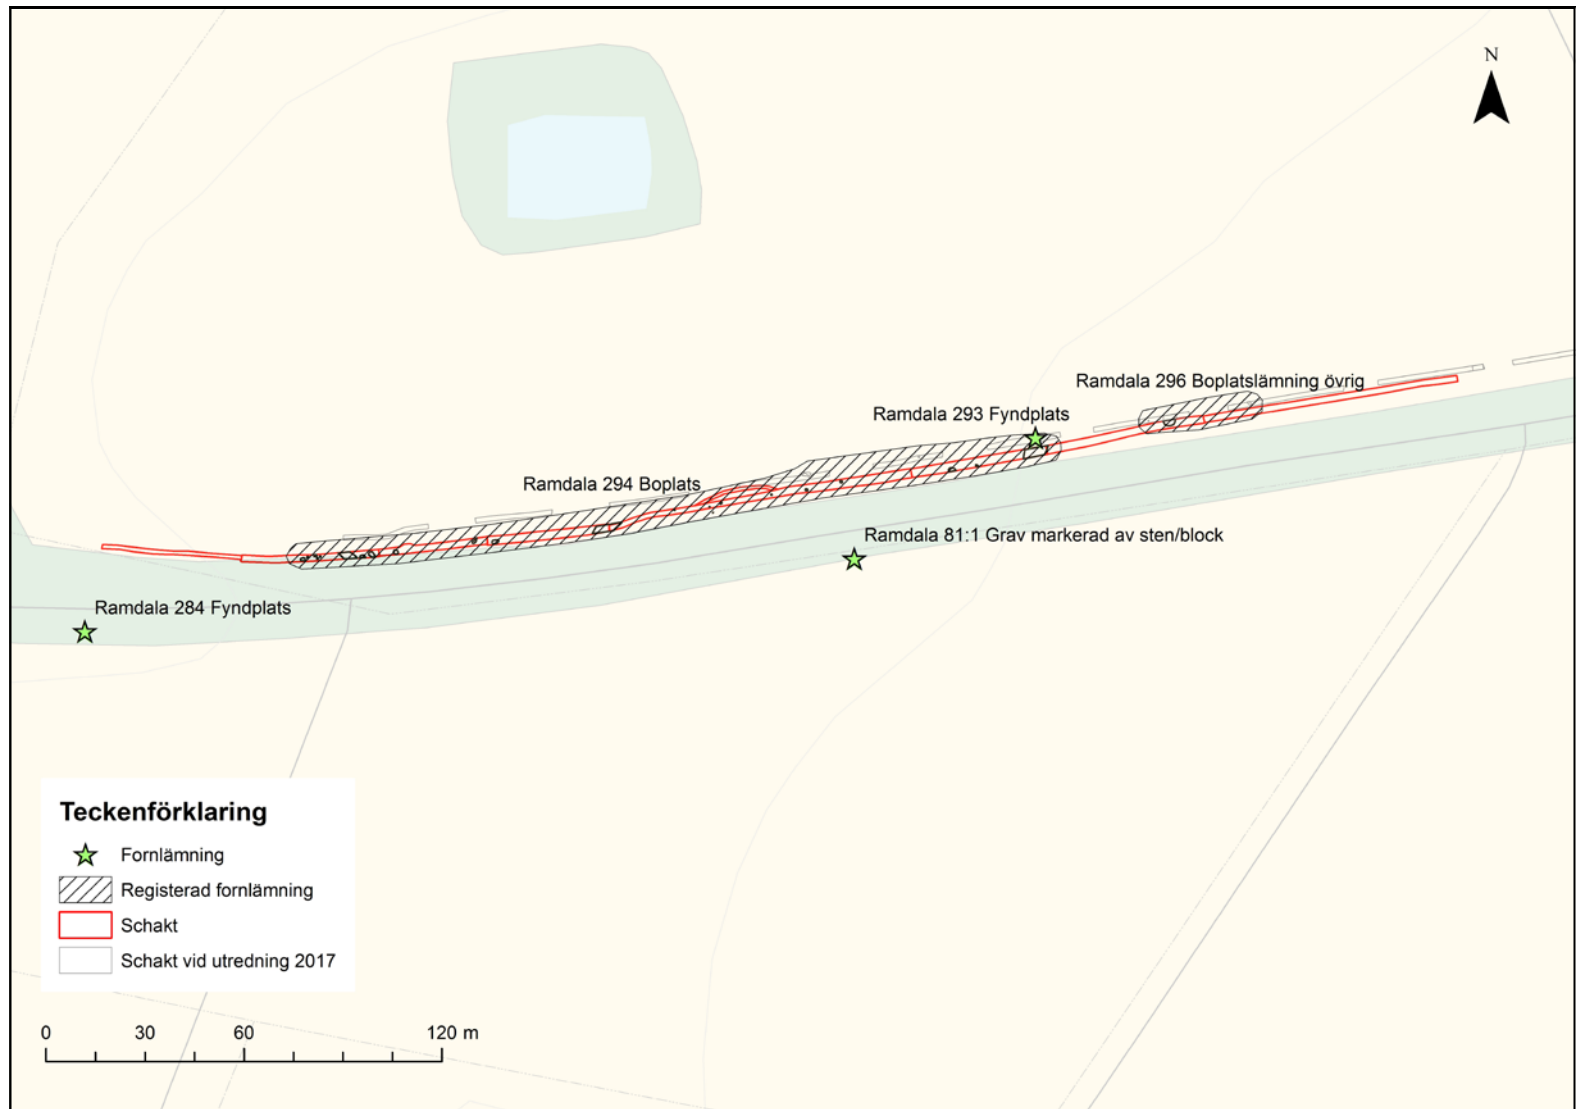 N
Ramdala 296 Boplatslämning övrig
Ramdala 293 Fyndplats
Ramdala 294 Boplats
Ramdala 81:1 Grav markerad av sten/block
Ramdala 284 Fyndplats
Teckenförklaring
Fornlämning
Registerad fornlämning
Schakt
Schakt vid utredning 2017
0 30 60 120 m